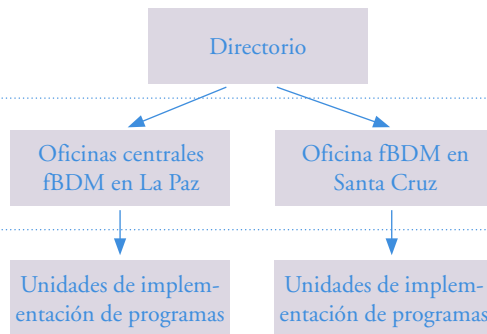 Directorio
Oficinas centrales
fBDM en La Paz
Oficina fBDM en
Santa Cruz
Unidades de implem-
entación de programas
Unidades de implem-
entación de programas